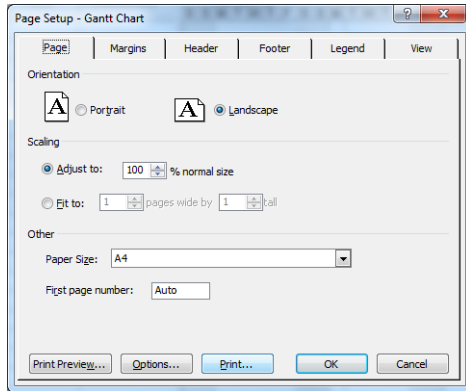 Page Setup - Gantt Chart
Page Margins Header Footer Legend View
Orientation
A Portrait A Landscape
Scaling
Adjust to: 100 % normal size
Fit to: 1 pages wide by 1 tall
Other
Paper Size: A4
First page number: Auto
Print Preview... Options... Print... OK Cancel